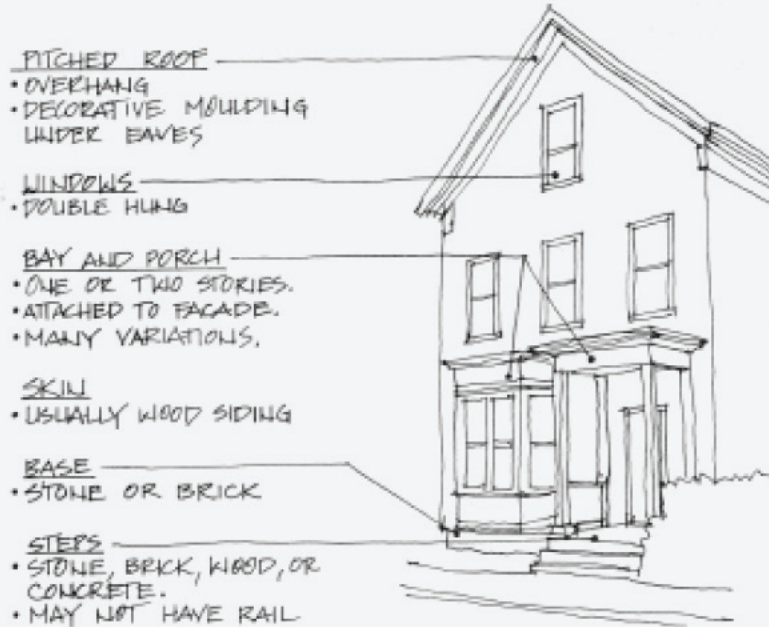 PITCHED ROOF
• OVERHANG
• DECORATIVE MOULDING
UNDER EAVES
WINDOWS
• DOUBLE HUNG
BAY AND PORCH
• ONE OR TWO STORIES.
• ATTACHED TO FACADE.
• MANY VARIATIONS.
SKIN
• USUALLY WOOD SIDING
BASE
• STONE OR BRICK
STEPS
• STONE, BRICK, WOOD, OR
CONCRETE.
• MAY NOT HAVE RAIL